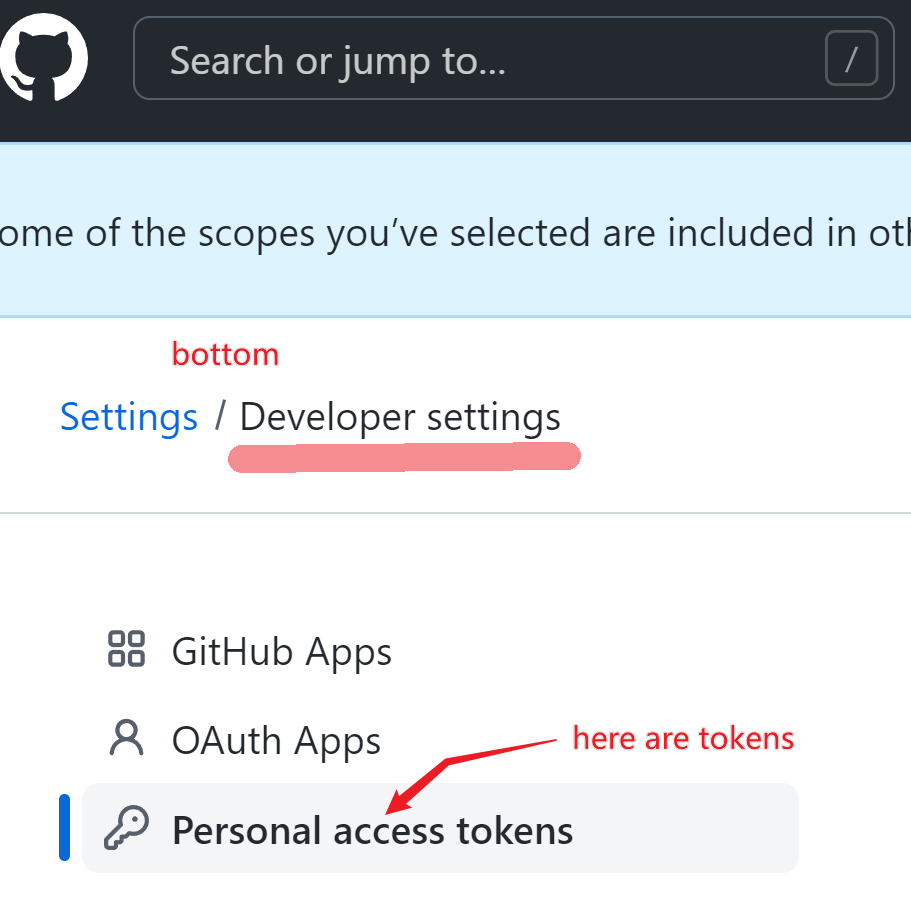 Search or jump to...
/
ome of the scopes you’ve selected are included in oth
bottom
Settings / Developer settings
GitHub Apps
OAuth Apps
here are tokens
Personal access tokens